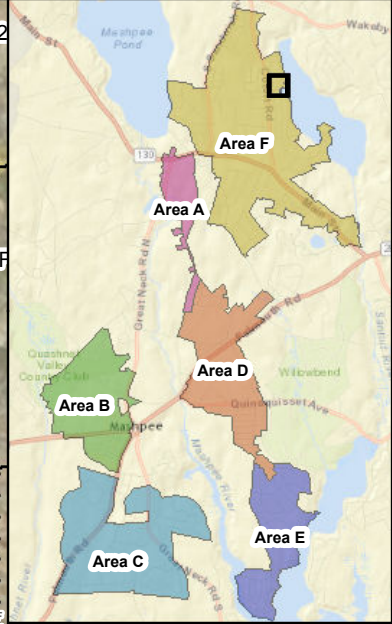 Main St
Mashpee
Pond
Wakeby
130
Area F
Area A
Great Neck Rd N
Area D
Quashnet
Valley
Country Club
Willowbend
Quinaquisset Ave
Area B
Mashpee
Mashpee River
Area E
Area C
Great Neck Rd S